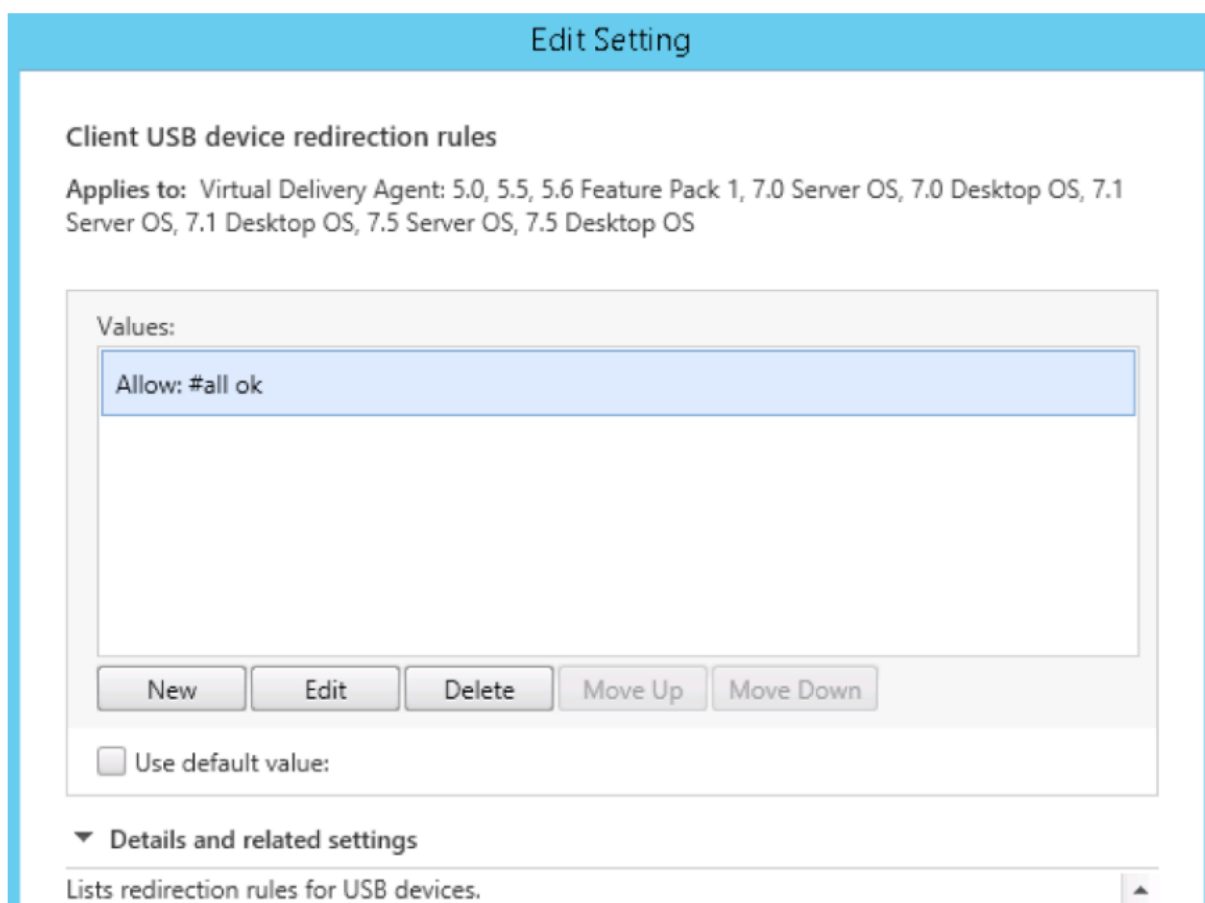 Edit Setting
Client USB device redirection rules
Applies to: Virtual Delivery Agent: 5.0, 5.5, 5.6 Feature Pack 1, 7.0 Server OS, 7.0 Desktop OS, 7.1
Server OS, 7.1 Desktop OS, 7.5 Server OS, 7.5 Desktop OS
Values:
Allow: #all ok
New Edit Delete Move Up Move Down
Use default value:
Details and related settings
Lists redirection rules for USB devices.